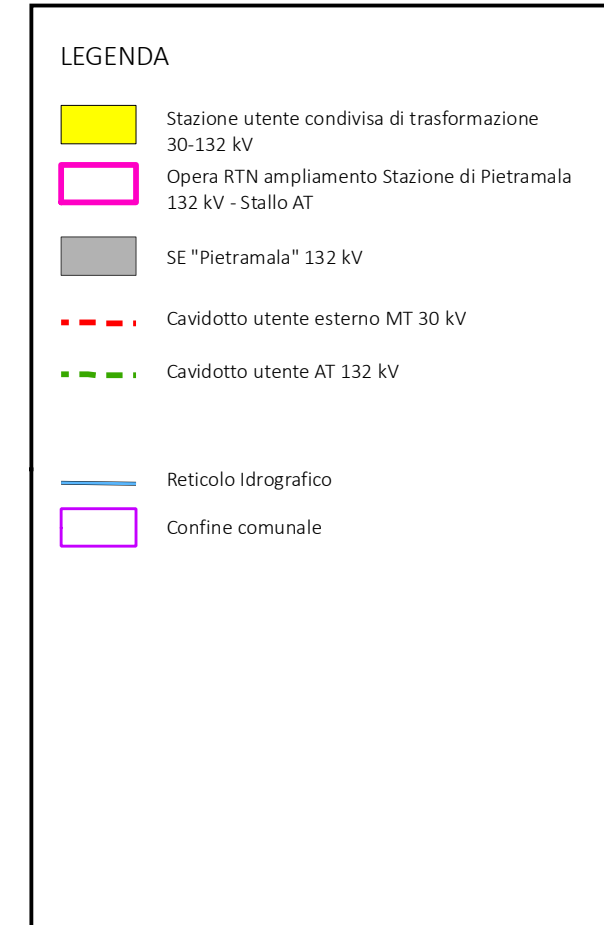 LEGENDA
Stazione utente condivisa di trasformazione
30-132 kV
Opera RTN ampliamento Stazione di Pietramala
132 kV - Stallo AT
SE "Pietramala" 132 kV
Cavidotto utente esterno MT 30 kV
Cavidotto utente AT 132 kV
Reticolo Idrografico
Confine comunale